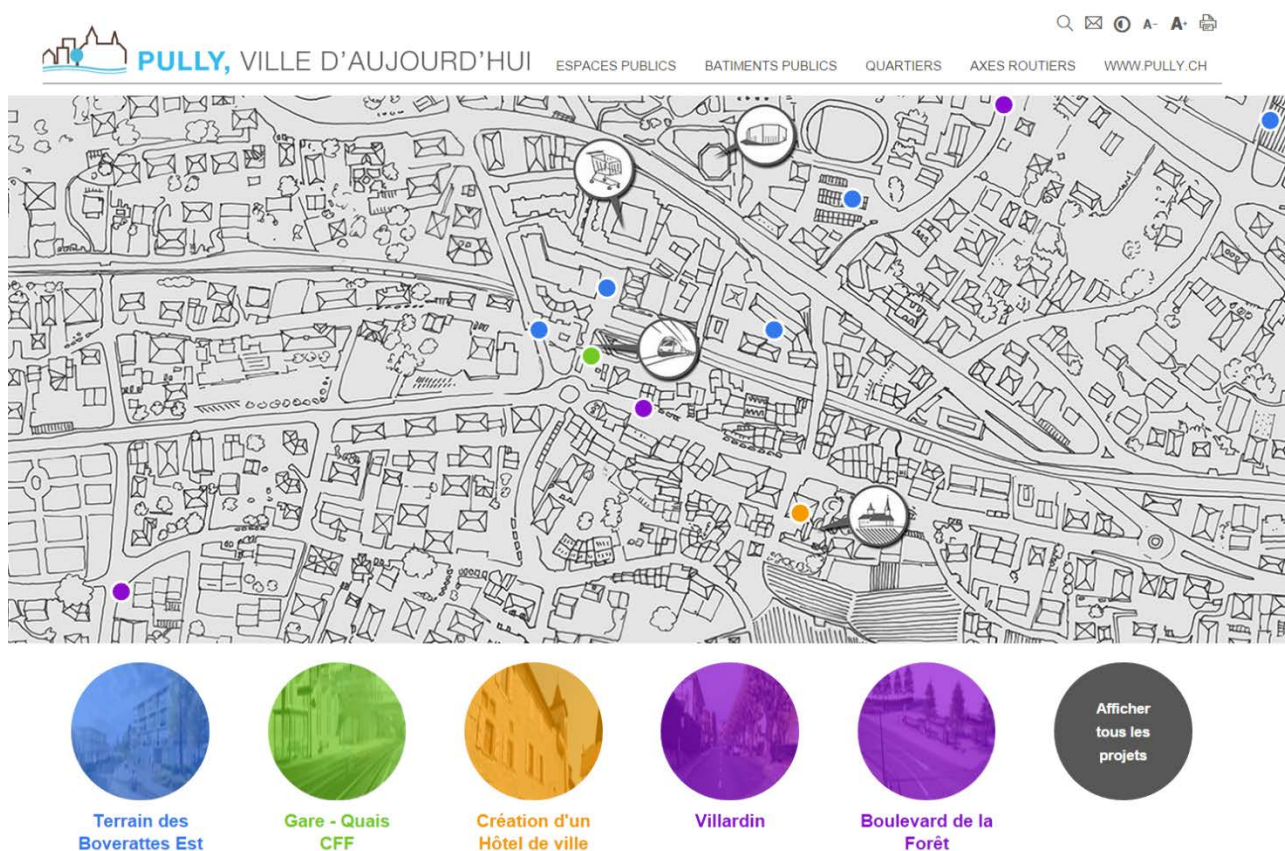 A- A+
PULLY, VILLE D'AUJOURD'HUI
ESPACES PUBLICS BATIMENTS PUBLICS QUARTIERS AXES ROUTIERS WWW.PULLY.CH
Terrain des
Boverattes Est
Gare - Quais
CFF
Création d'un
Hôtel de ville
Villardin
Boulevard de la
Forêt
Afficher
tous les
projets